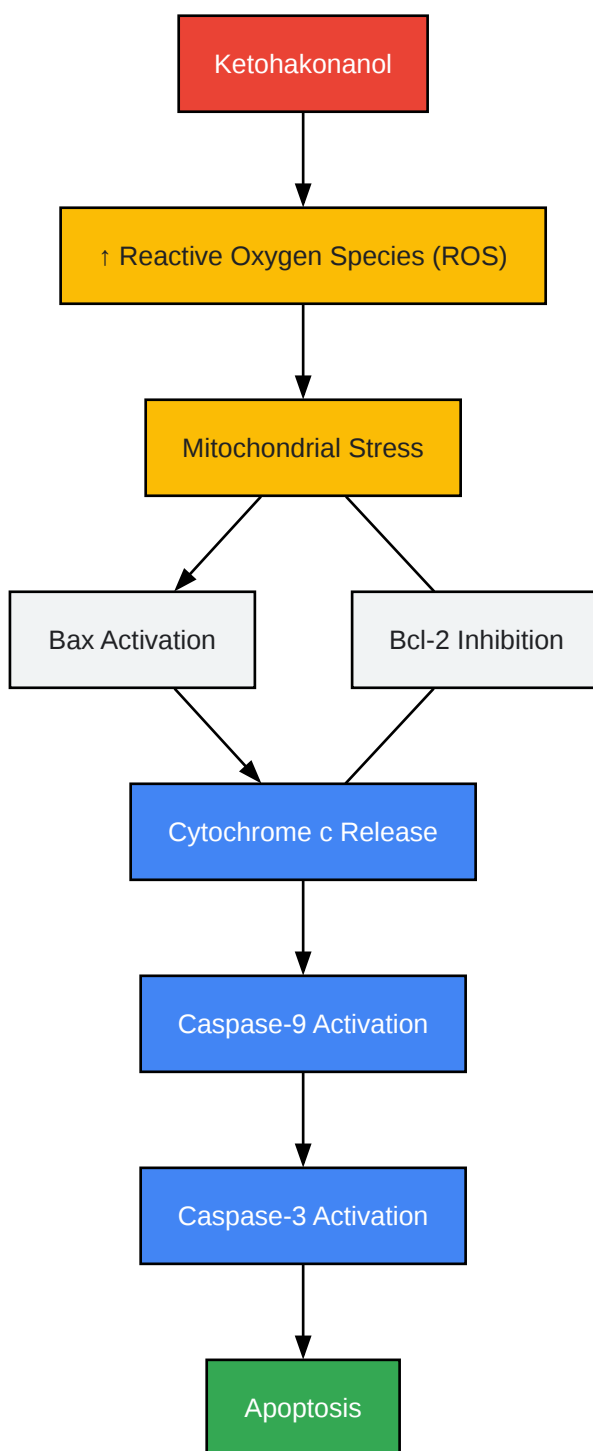 Ketohakonanol
↑ Reactive Oxygen Species (ROS)
Mitochondrial Stress
Bax Activation
Bcl-2 Inhibition
Cytochrome c Release
Caspase-9 Activation
Caspase-3 Activation
Apoptosis